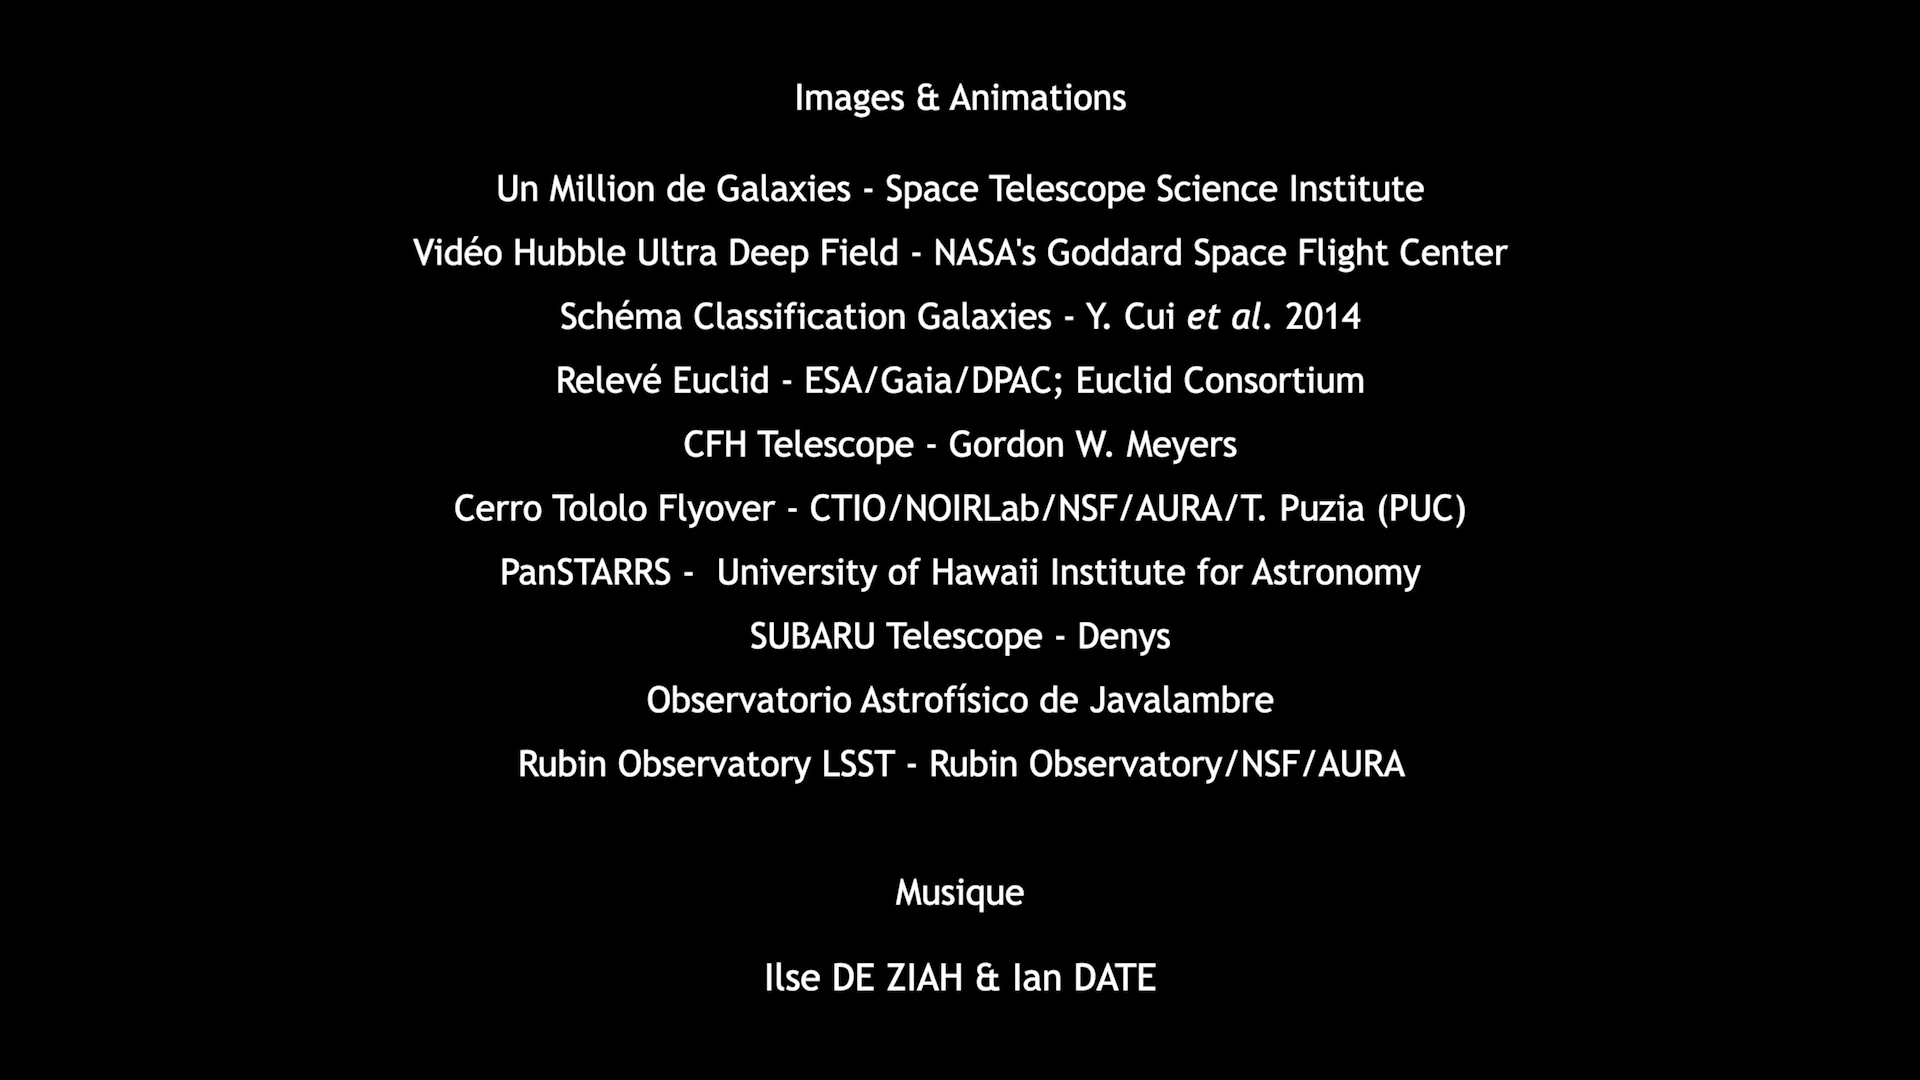 Images & Animations
Un Million de Galaxies - Space Telescope Science Institute
Vidéo Hubble Ultra Deep Field - NASA's Goddard Space Flight Center
Schéma Classification Galaxies - Y. Cui et al. 2014
Relevé Euclid - ESA/Gaia/DPAC; Euclid Consortium
CFH Telescope - Gordon W. Meyers
Cerro Tololo Flyover - CTIO/NOIRLab/NSF/AURA/T. Puzia (PUC)
PanSTARRS -  University of Hawaii Institute for Astronomy
SUBARU Telescope - Denys
Observatorio Astrofísico de Javalambre
Rubin Observatory LSST - Rubin Observatory/NSF/AURA
Musique
Ilse DE ZIAH & Ian DATE